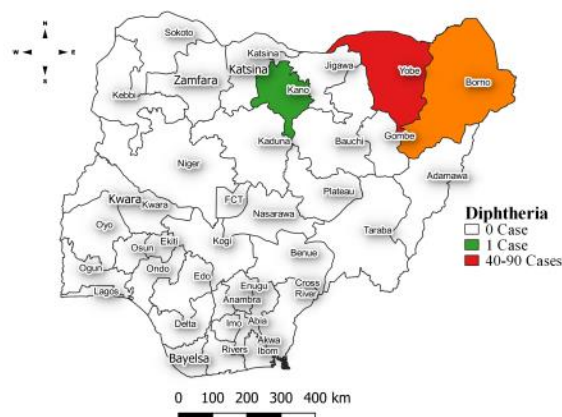 N
W E
S
Sokoto
Katsina
Katsina
Jigawa
Yobe
Borno
Zamfara
Kebbi
Kano
Kaduna
Bauchi
Gombe
Niger
Adamawa
Plateau
Kwara
Kwara
FCT
Nasarawa
Taraba
Oyo
Osun
Ekiti
Kogi
Benue
Ogun
Ondo
Edo
Lagos
Enugu
Anambra
Cross
River
Delta
Imo
Abia
Bayelsa
Rivers
Akwa
Ibom
Diphtheria
0 Case
1 Case
40-90 Cases
0 100 200 300 400 km